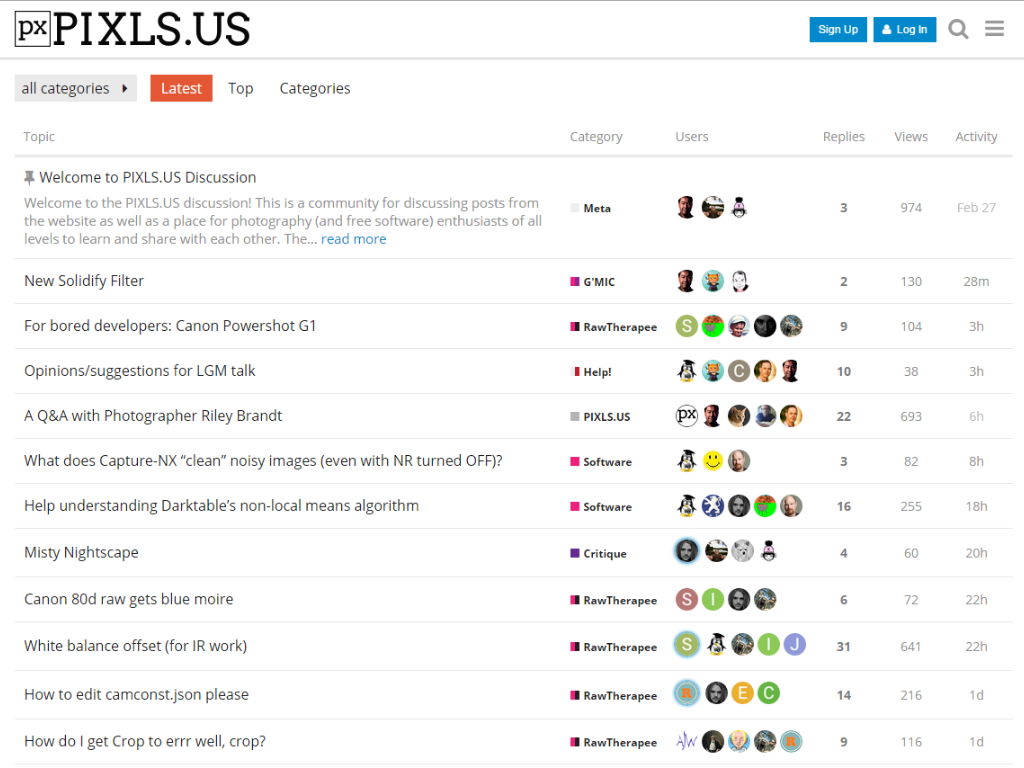 px PIXLS.US Sign Up Log In
all categories Latest Top Categories
Topic Category Users Replies Views Activity
Welcome to PIXLS.US Discussion
Welcome to the PIXLS.US discussion! This is a community for discussing posts from
the website as well as a place for photography (and free software) enthusiasts of all
levels to learn and share with each other. The... read more
Meta 3 974 Feb 27
New Solidify Filter G'MIC 2 130 28m
For bored developers: Canon Powershot G1 RawTherapee S 9 104 3h
Opinions/suggestions for LGM talk Help! C 10 38 3h
A Q&A with Photographer Riley Brandt PIXLS.US px 22 693 6h
What does Capture-NX “clean” noisy images (even with NR turned OFF)? Software 3 82 8h
Help understanding Darktable’s non-local means algorithm Software 16 255 18h
Misty Nightscape Critique 4 60 20h
Canon 80d raw gets blue moire RawTherapee S I 6 72 22h
White balance offset (for IR work) RawTherapee S I J 31 641 22h
How to edit camconst.json please RawTherapee R E C 14 216 1d
How do I get Crop to errr well, crop? RawTherapee AJW R 9 116 1d